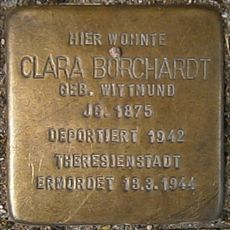 HIER WOHNTE
CLARA BORCHARDT
GEB. WITTMUND
JG. 1875
DEPORTIERT 1942
THERESIENSTADT
ERMORDET 18.3.1944